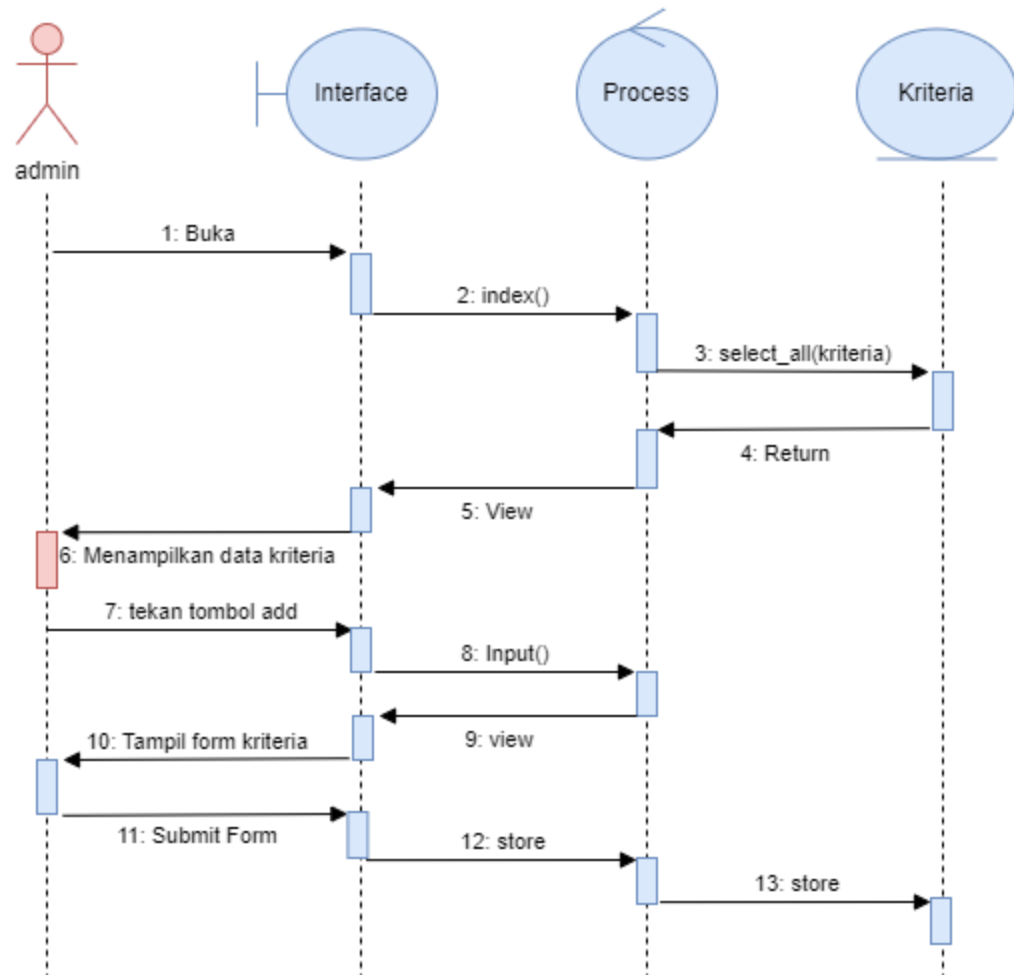 Interface
Process
Kriteria
admin
1: Buka
2: index()
3: select_all(kriteria)
4: Return
5: View
6: Menampilkan data kriteria
7: tekan tombol add
8: Input()
9: view
10: Tampil form kriteria
11: Submit Form
12: store
13: store